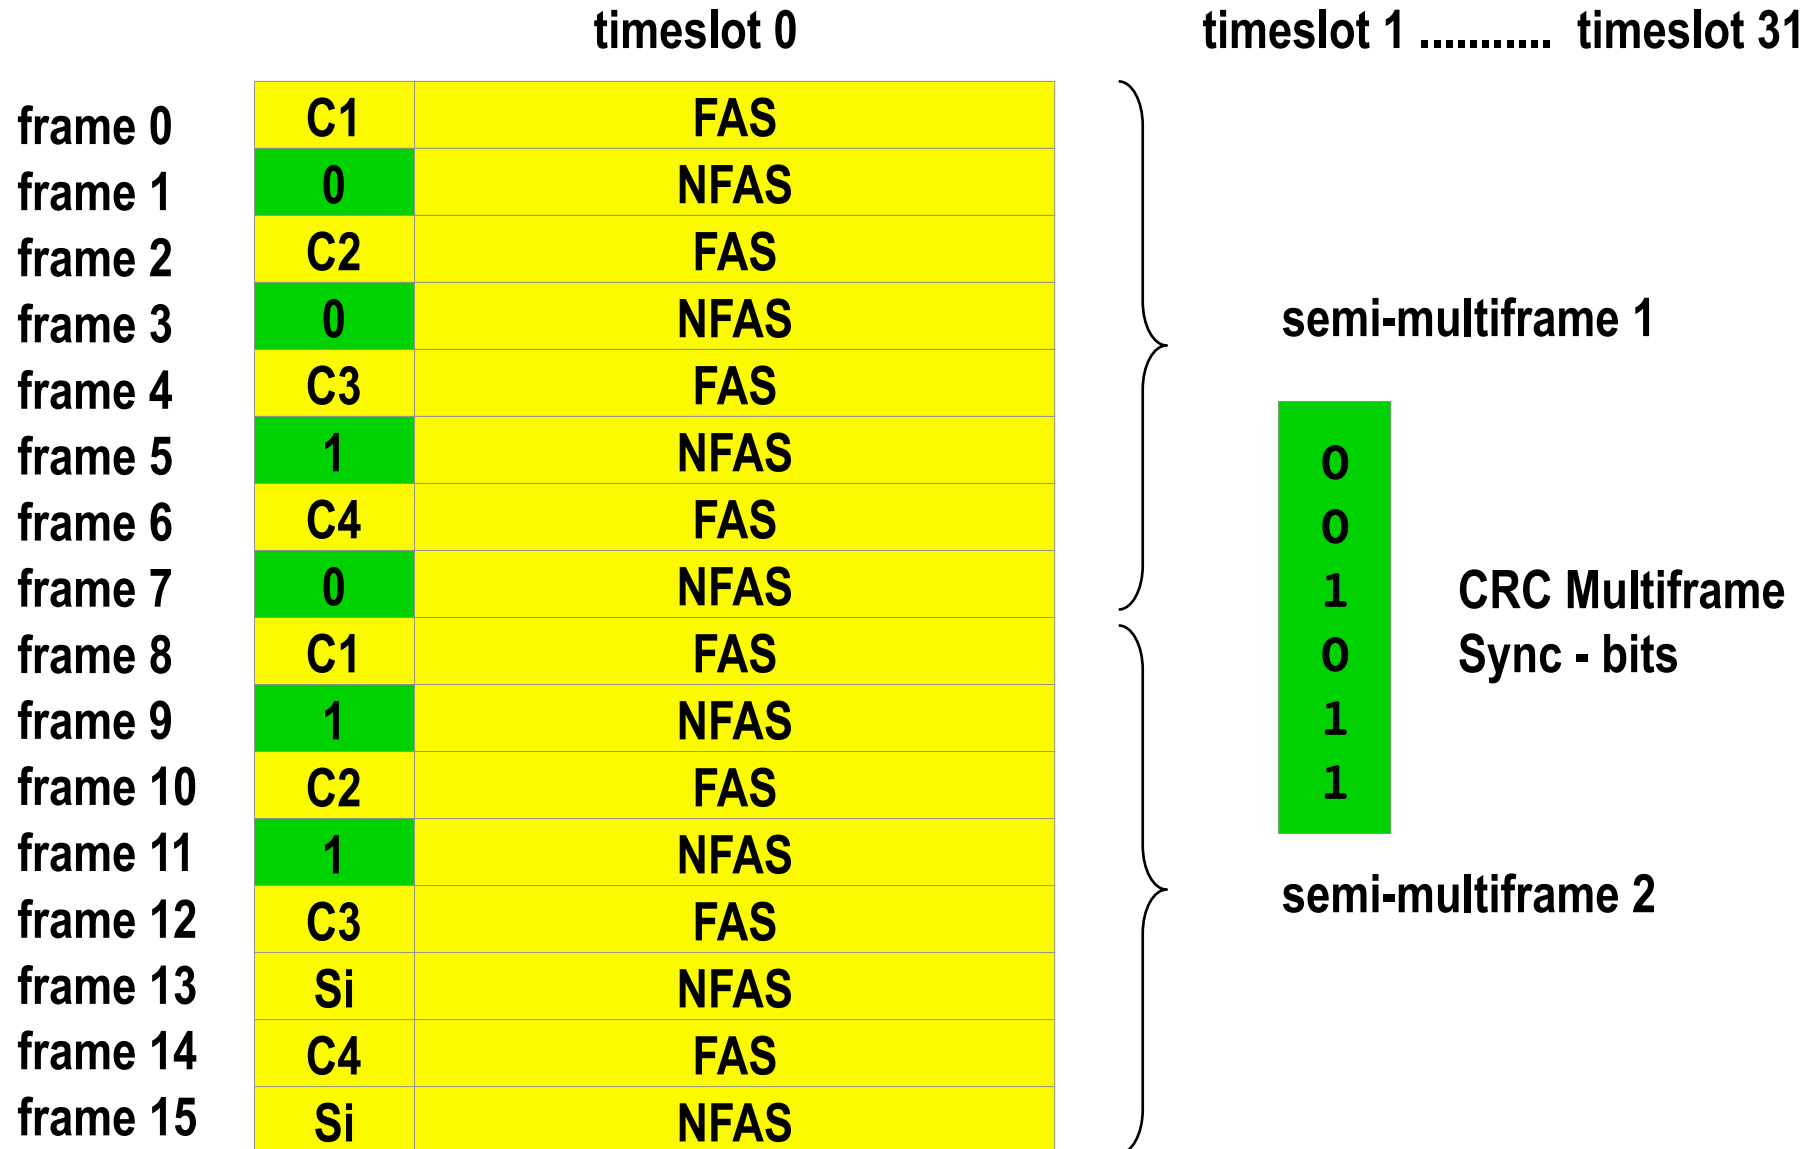 timeslot 0 timeslot 1 ........... timeslot 31
frame 0 C1 FAS
frame 1 0 NFAS
frame 2 C2 FAS
frame 3 0 NFAS
semi-multiframe 1
frame 4 C3 FAS
frame 5 1 NFAS
0
frame 6 C4 FAS
0
frame 7 0 NFAS
1 CRC Multiframe
frame 8 C1 FAS
0 Sync - bits
frame 9 1 NFAS
1
frame 10 C2 FAS
1
frame 11 1 NFAS
semi-multiframe 2
frame 12 C3 FAS
frame 13 Si NFAS
frame 14 C4 FAS
frame 15 Si NFAS